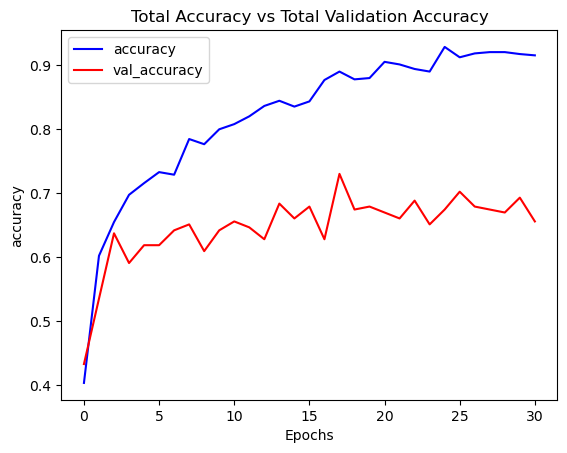 Total Accuracy vs Total Validation Accuracy
accuracy
val_accuracy
0.9
0.8
0.7
0.6
0.5
0.4
accuracy
0 5 10 15 20 25 30
Epochs